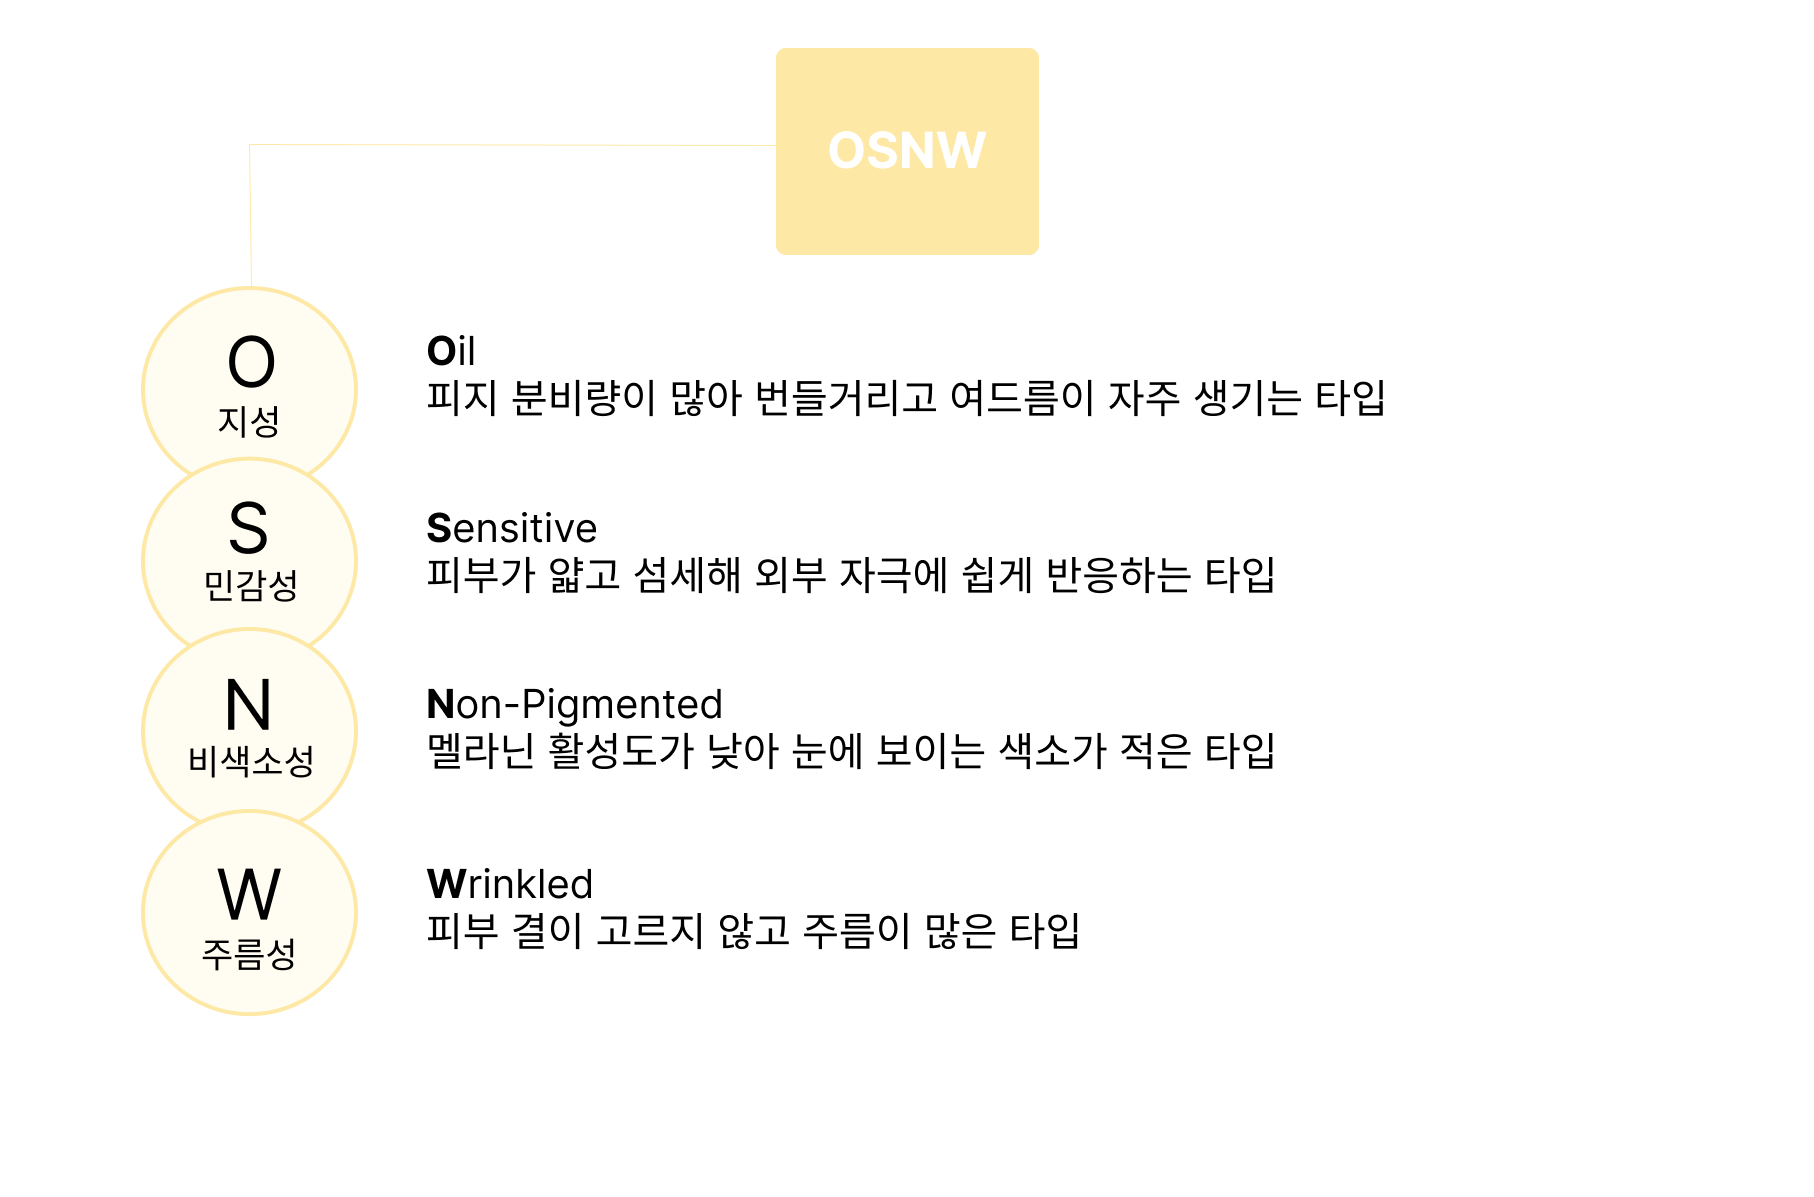 OSNW
O
지성
Oil
피지 분비량이 많아 번들거리고 여드름이 자주 생기는 타입
S
민감성
Sensitive
피부가 얇고 섬세해 외부 자극에 쉽게 반응하는 타입
N
비색소성
Non-Pigmented
멜라닌 활성도가 낮아 눈에 보이는 색소가 적은 타입
W
주름성
Wrinkled
피부 결이 고르지 않고 주름이 많은 타입